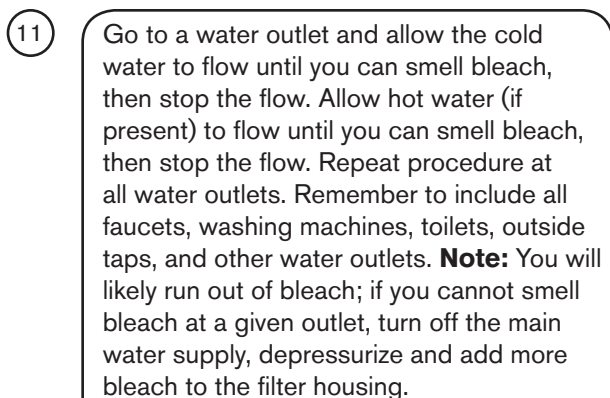 11
Go to a water outlet and allow the cold
water to flow until you can smell bleach,
then stop the flow. Allow hot water (if
present) to flow until you can smell bleach,
then stop the flow. Repeat procedure at
all water outlets. Remember to include all
faucets, washing machines, toilets, outside
taps, and other water outlets. Note: You will
likely run out of bleach; if you cannot smell
bleach at a given outlet, turn off the main
water supply, depressurize and add more
bleach to the filter housing.